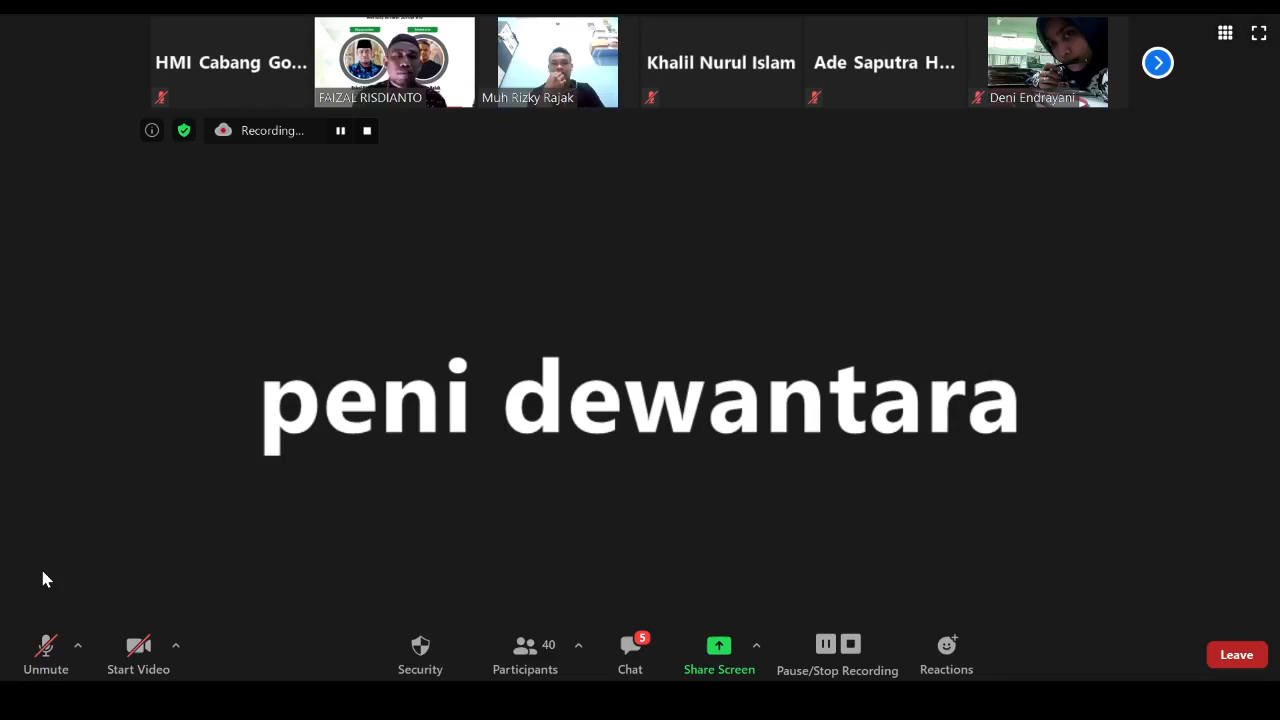 HMI Cabang Go...
FAIZAL RISDIANTO
Muh Rizky Rajak
Khalil Nurul Islam
Ade Saputra H...
Deni Endrayani
Recording...
peni dewantara
Unmute
Start Video
Security
40
Participants
5
Chat
Share Screen
Pause/Stop Recording
Reactions
Leave